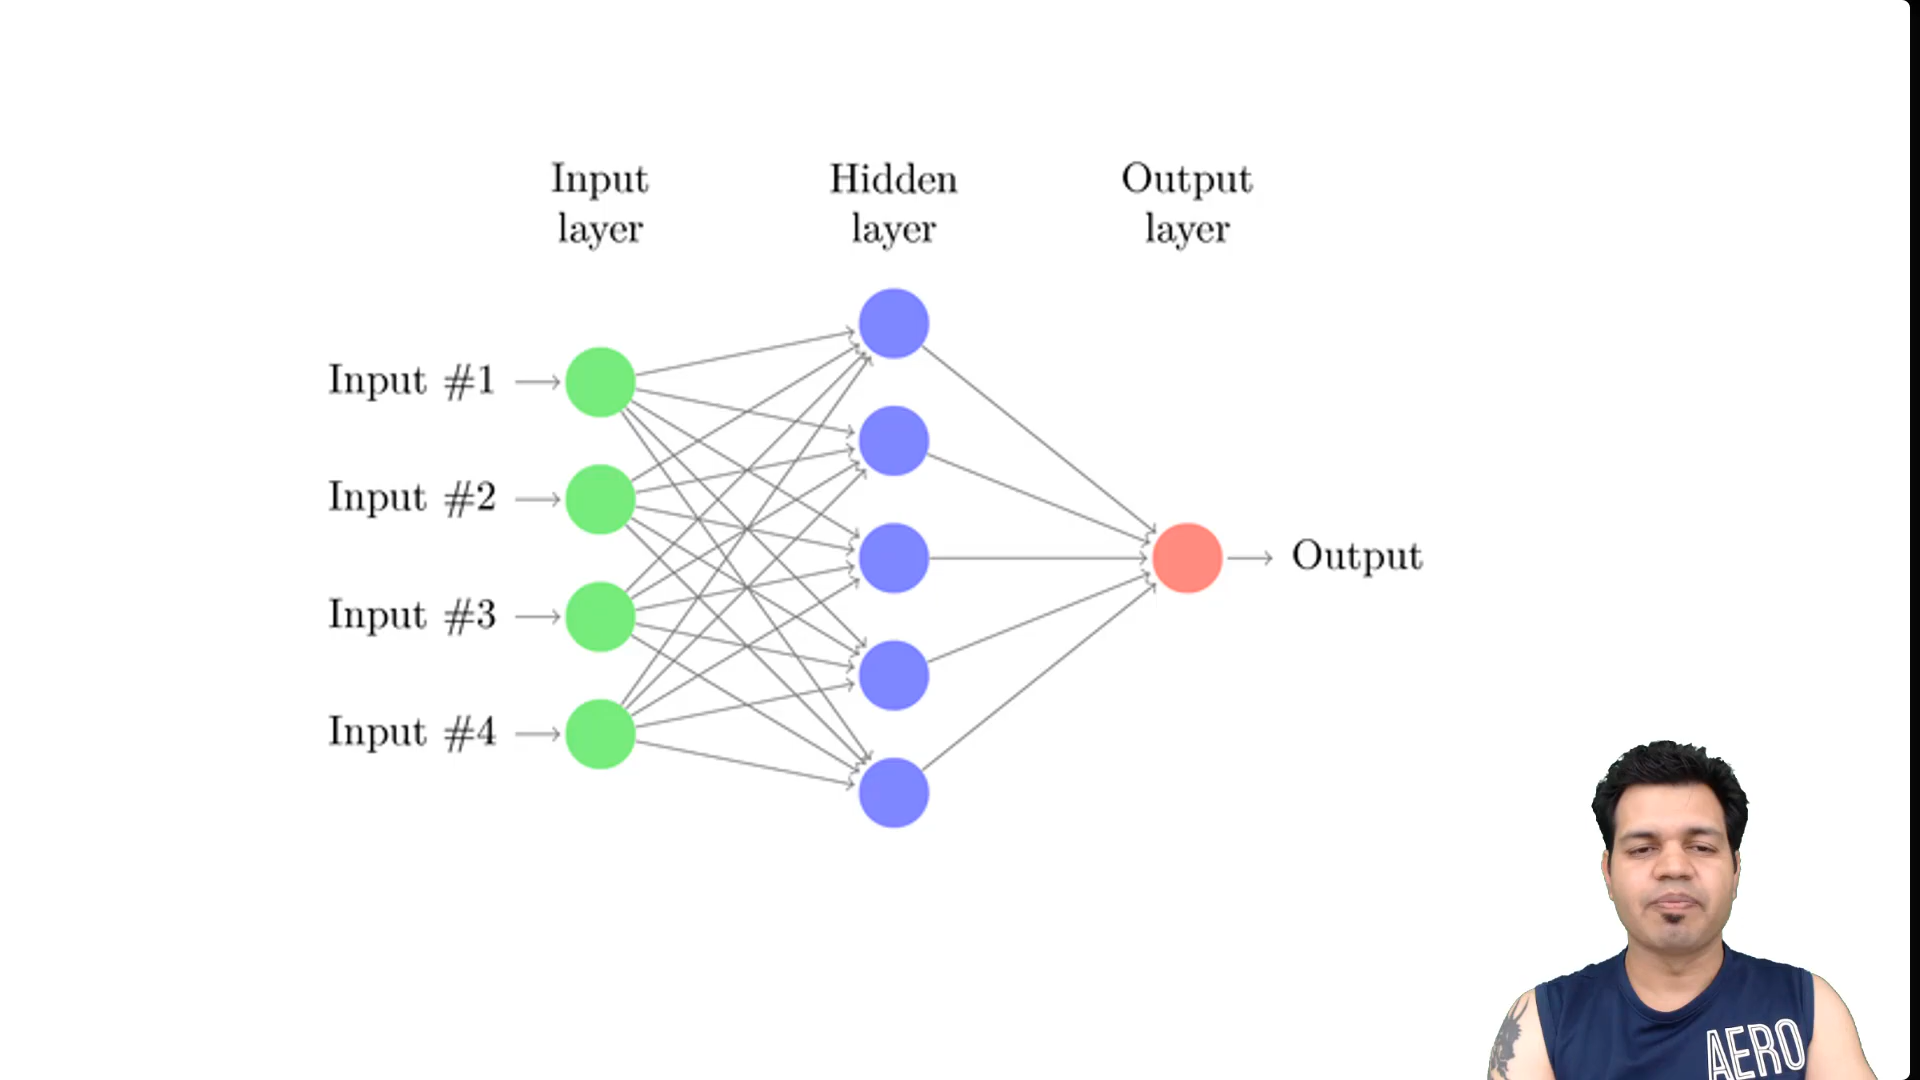 Input
layer
Hidden
layer
Output
layer
Input #1
Input #2
Input #3
Input #4
Output
AERO